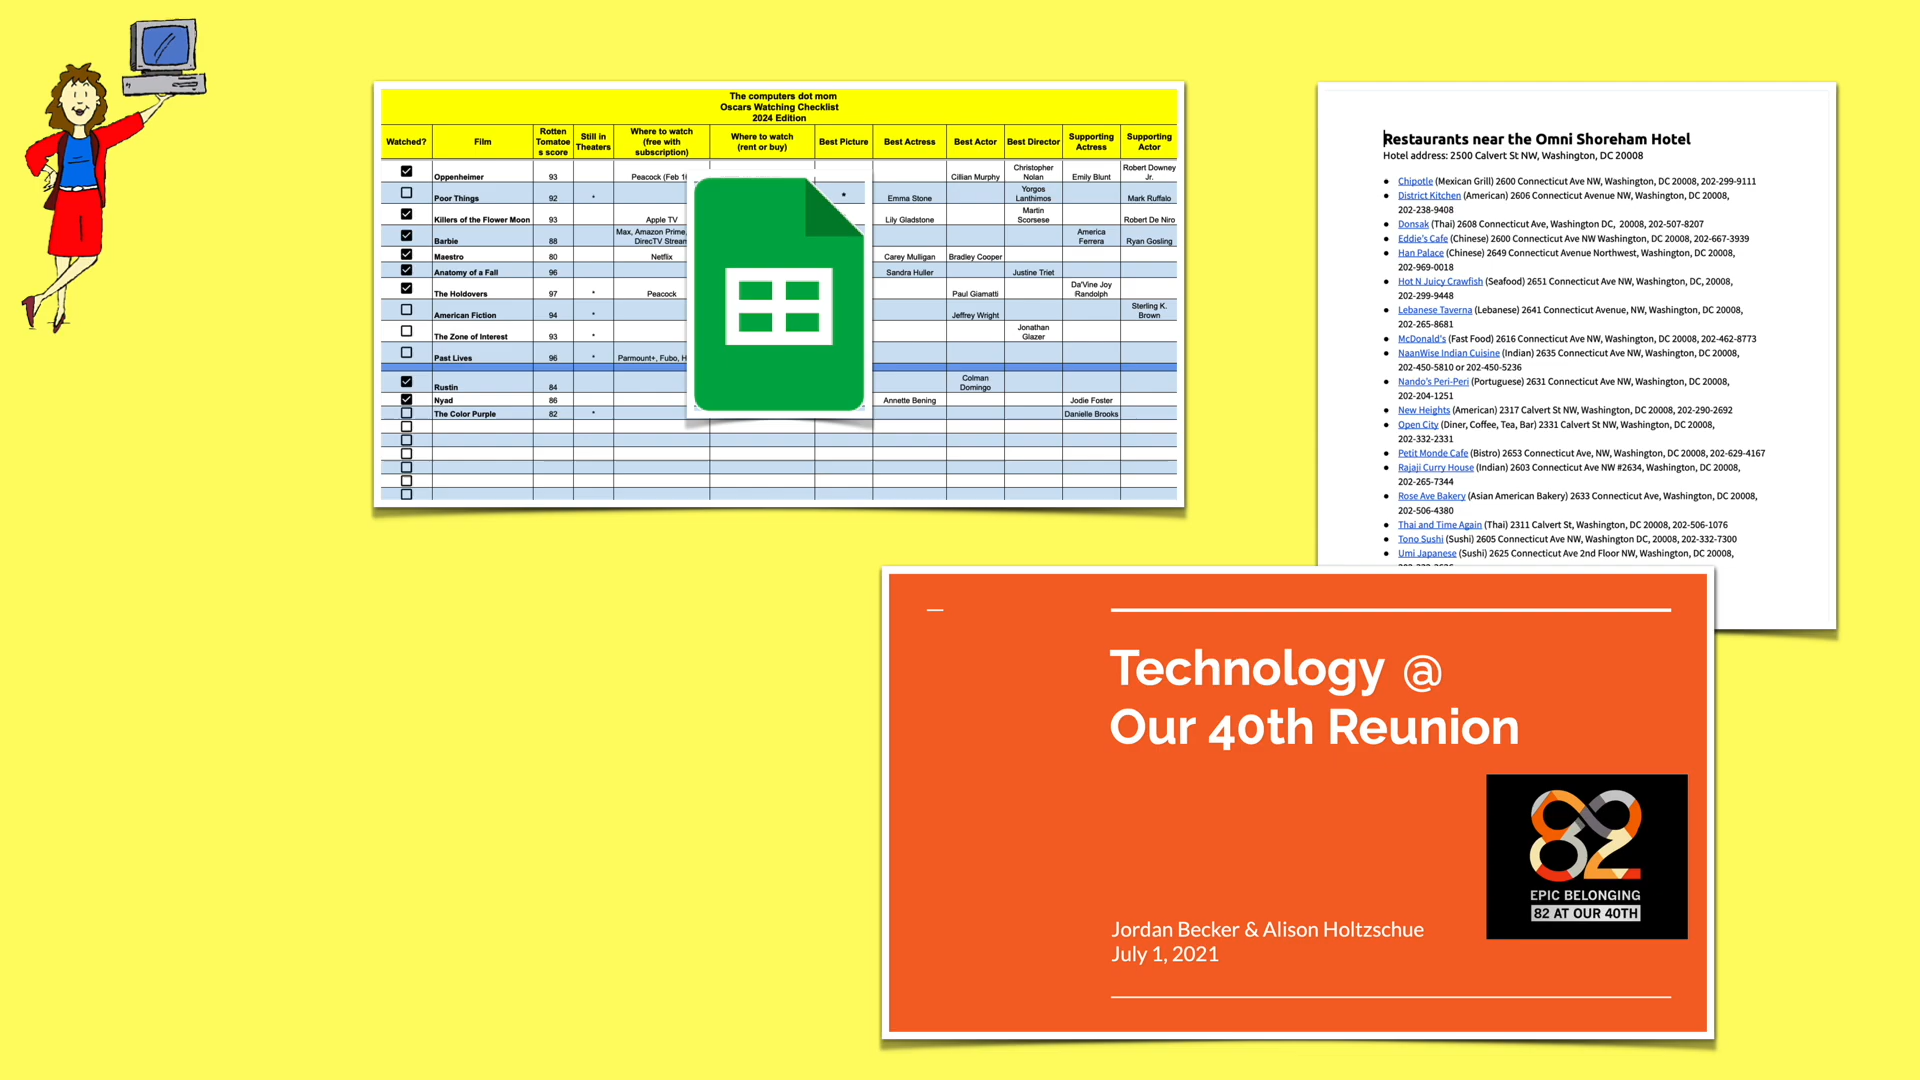 The computers dot mom
Oscars Watching Checklist
2024 Edition
Watched? Film Rotten Tomatoes score Still in Theaters Where to watch (free with subscription) Where to watch (rent or buy) Best Picture Best Actress Best Actor Best Director Supporting Actress Supporting Actor
Oppenheimer 93 Peacock (Feb Cillian Murphy Christopher Nolan Emily Blunt Robert Downey Jr.
Poor Things 92 * * Emma Stone Yorgos Lanthimos Mark Ruffalo
Killers of the Flower Moon 93 Apple TV Lily Gladstone Martin Scorsese Robert De Niro
Barbie 88 Max, Amazon Prime, DirecTV Stream America Ferrera Ryan Gosling
Maestro 80 Netflix Carey Mulligan Bradley Cooper
Anatomy of a Fall 96 Sandra Huller Justine Triet
The Holdovers 97 * Peacock Paul Giamatti Da'Vine Joy Randolph
American Fiction 94 * Jeffrey Wright Sterling K. Brown
The Zone of Interest 93 * Jonathan Glazer
Past Lives 96 * Parmount+, Fubo,
Rustin 84 Colman Domingo
Nyad 86 Annette Bening Jodie Foster
The Color Purple 82 * Danielle Brooks
Restaurants near the Omni Shoreham Hotel
Hotel address: 2500 Calvert St NW, Washington, DC 20008
● Chipotle (Mexican Grill) 2600 Connecticut Ave NW, Washington, DC 20008, 202-299-9111
● District Kitchen (American) 2606 Connecticut Avenue NW, Washington, DC 20008,
202-238-9408
● Donsak (Thai) 2608 Connecticut Ave, Washington DC, 20008, 202-507-8207
● Eddie's Cafe (Chinese) 2600 Connecticut Ave NW Washington, DC 20008, 202-667-3939
● Han Palace (Chinese) 2649 Connecticut Avenue Northwest, Washington, DC 20008,
202-969-0018
● Hot N Juicy Crawfish (Seafood) 2651 Connecticut Ave NW, Washington, DC, 20008,
202-299-9448
● Lebanese Taverna (Lebanese) 2641 Connecticut Avenue, NW, Washington, DC 20008,
202-265-8681
● McDonald's (Fast Food) 2616 Connecticut Ave NW, Washington, DC 20008, 202-462-8773
● NaanWise Indian Cuisine (Indian) 2635 Connecticut Ave NW, Washington, DC 20008,
202-450-5810 or 202-450-5236
● Nando's Peri-Peri (Portuguese) 2631 Connecticut Ave NW, Washington, DC 20008,
202-204-1251
● New Heights (American) 2317 Calvert St NW, Washington, DC 20008, 202-290-2692
● Open City (Diner, Coffee, Tea, Bar) 2331 Calvert St NW, Washington, DC 20008,
202-332-2331
● Petit Monde Cafe (Bistro) 2653 Connecticut Ave, NW, Washington, DC 20008, 202-629-4167
● Rajaji Curry House (Indian) 2603 Connecticut Ave NW #2634, Washington, DC 20008,
202-265-7344
● Rose Ave Bakery (Asian American Bakery) 2633 Connecticut Ave, Washington, DC 20008,
202-506-4380
● Thai and Time Again (Thai) 2311 Calvert St, Washington, DC 20008, 202-506-1076
● Tono Sushi (Sushi) 2605 Connecticut Ave NW, Washington DC, 20008, 202-332-7300
● Umi Japanese (Sushi) 2625 Connecticut Ave 2nd Floor NW, Washington, DC 20008,
Technology @
Our 40th Reunion
82
EPIC BELONGING
82 AT OUR 40TH
Jordan Becker & Alison Holtzschue
July 1, 2021